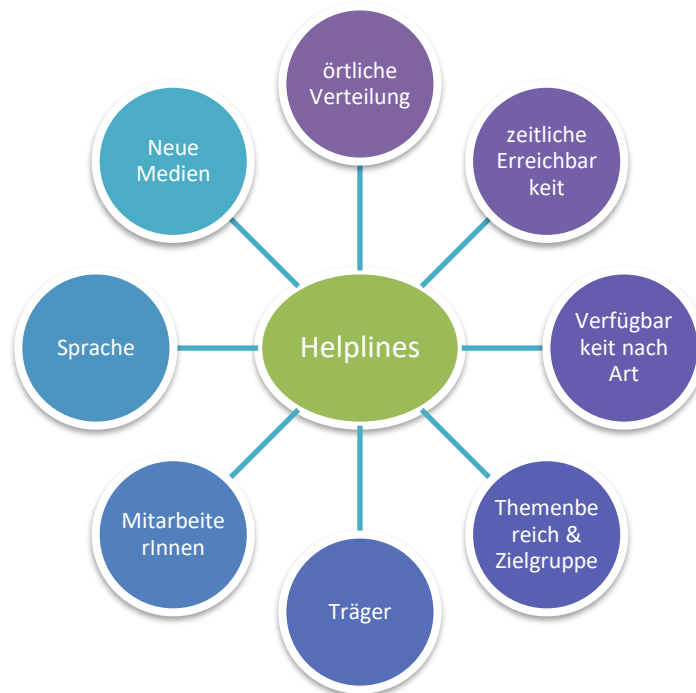 örtliche
Verteilung
zeitliche
Erreichbar
keit
Verfügbar
keit nach
Art
Themenbe
reich &
Zielgruppe
Träger
Mitarbeite
rInnen
Sprache
Neue
Medien
Helplines